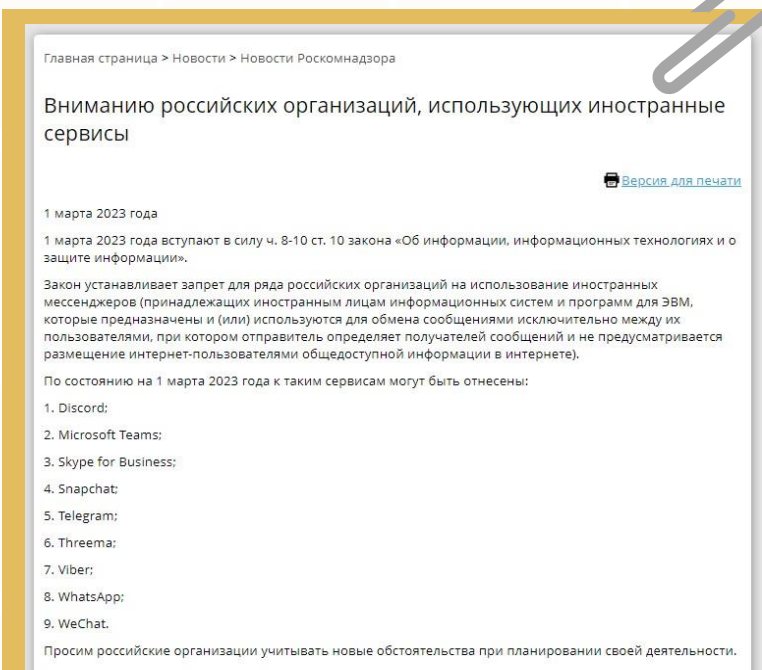 Главная страница > Новости > Новости Роскомнадзора
Вниманию российских организаций, использующих иностранные
сервисы
Версия для печати
1 марта 2023 года
1 марта 2023 года вступают в силу ч. 8-10 ст. 10 закона «Об информации, информационных технологиях и о
защите информации».
Закон устанавливает запрет для ряда российских организаций на использование иностранных
мессенджеров (принадлежащих иностранным лицам информационных систем и программ для ЭВМ,
которые предназначены и (или) используются для обмена сообщениями исключительно между их
пользователями, при котором отправитель определяет получателей сообщений и не предусматривается
размещение интернет-пользователями общедоступной информации в интернете).
По состоянию на 1 марта 2023 года к таким сервисам могут быть отнесены:
1. Discord;
2. Microsoft Teams;
3. Skype for Business;
4. Snapchat;
5. Telegram;
6. Threema;
7. Viber;
8. WhatsApp;
9. WeChat.
Просим российские организации учитывать новые обстоятельства при планировании своей деятельности.